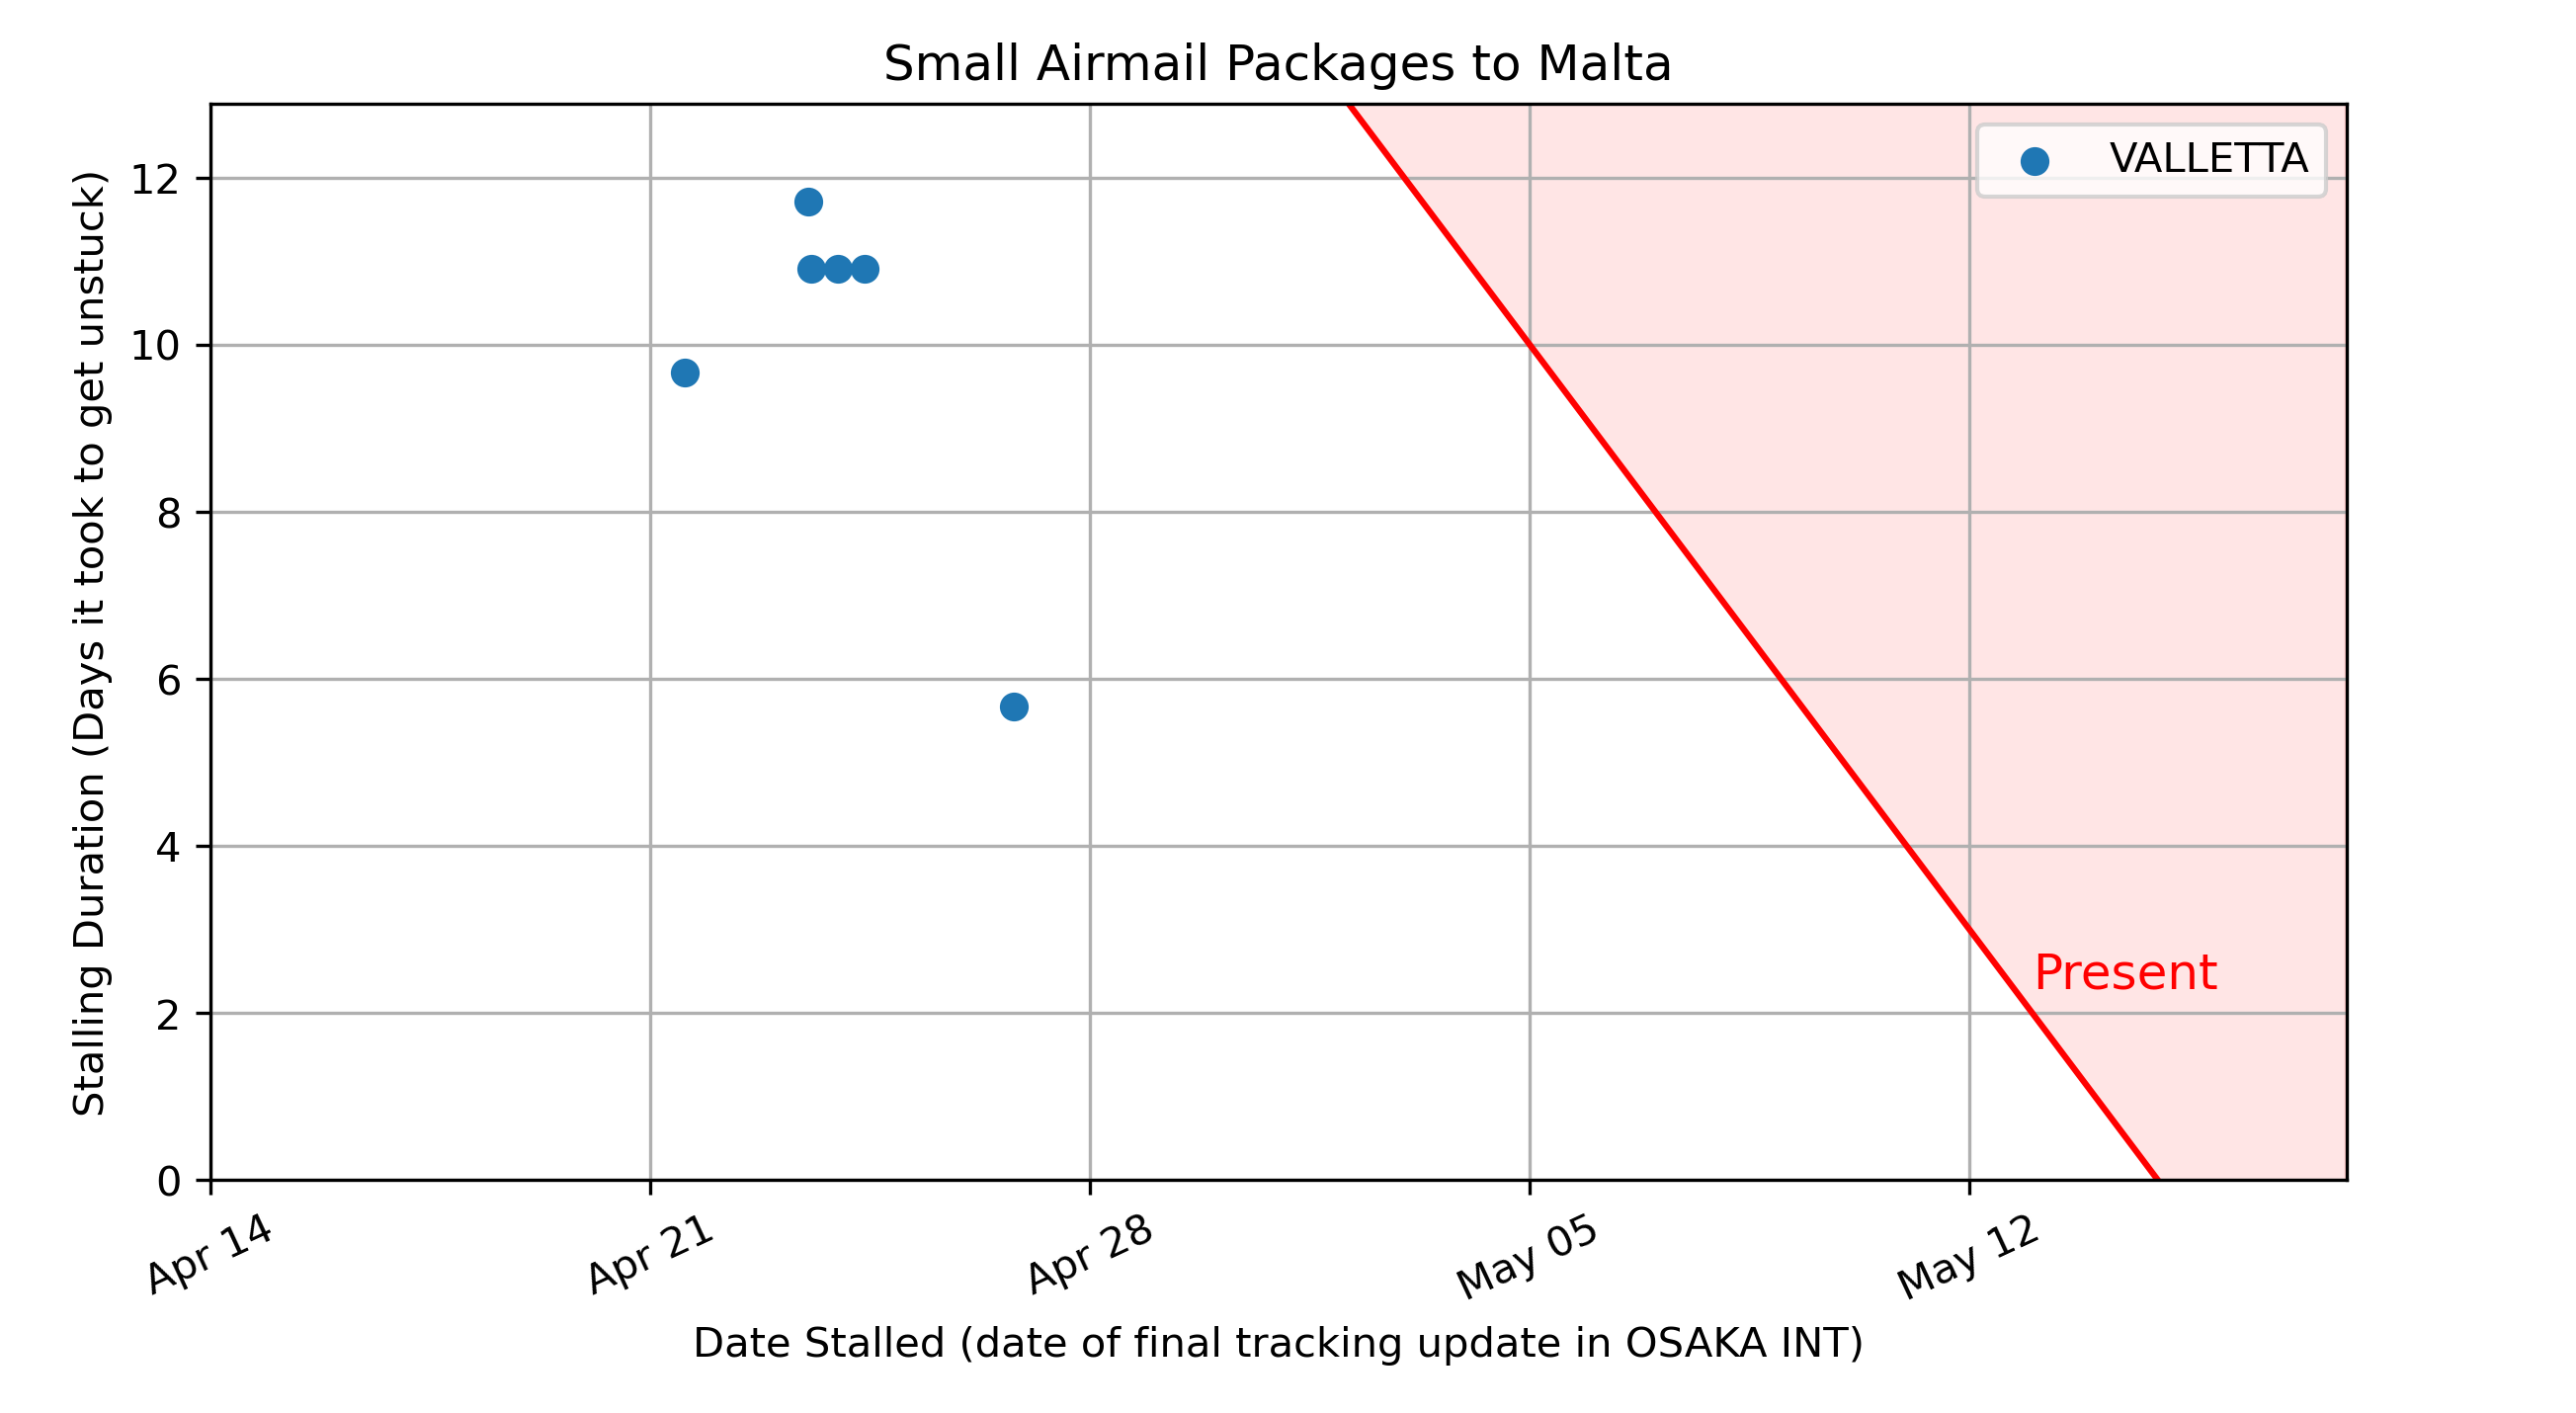 Small Airmail Packages to Malta
VALLETTA
Stalling Duration (Days it took to get unstuck)
12
10
8
6
4
2
0
Present
Apr 14
Apr 21
Apr 28
May 05
May 12
Date Stalled (date of final tracking update in OSAKA INT)